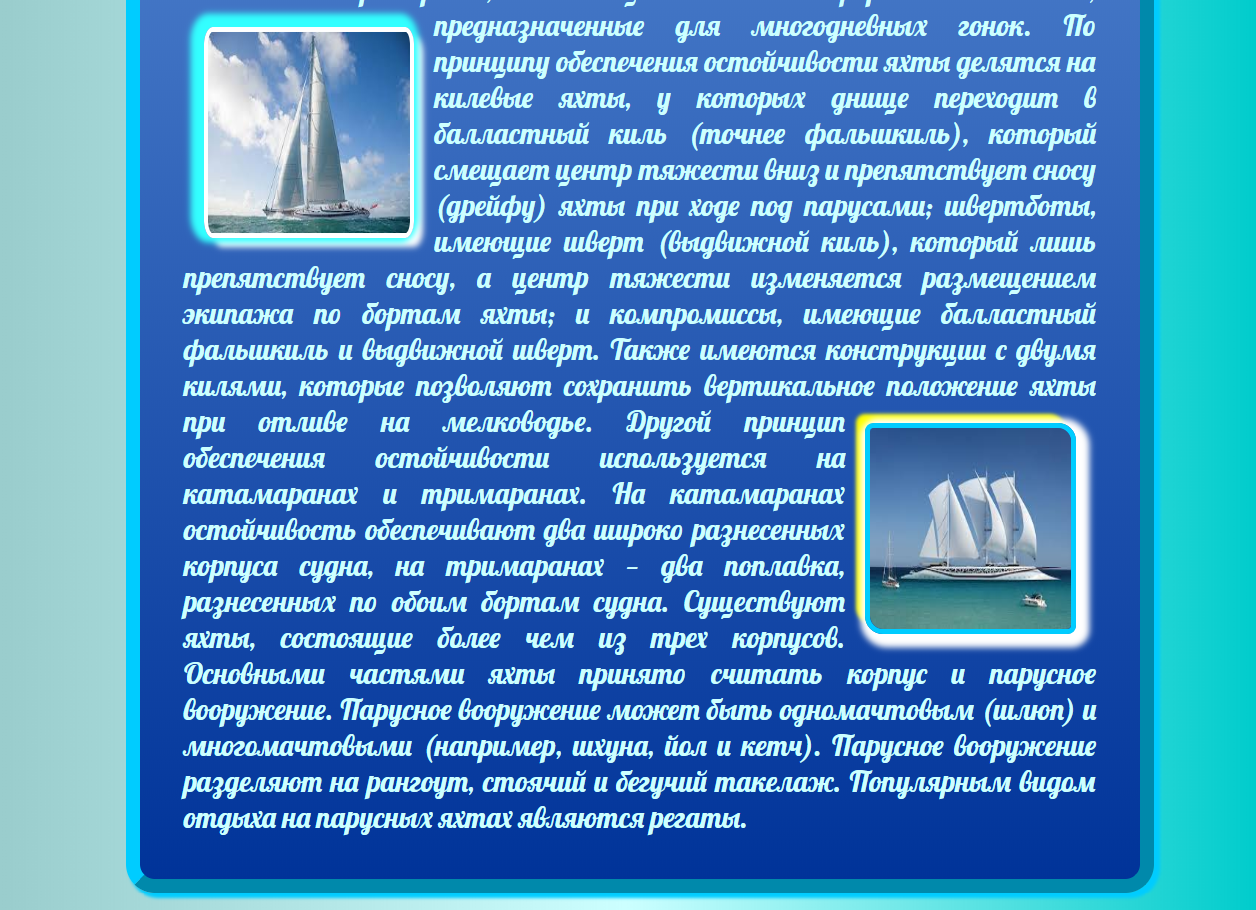 предназначенные для многодневных гонок. По
принципу обеспечения остойчивости яхты делятся на
килевые яхты, у которых днище переходит в
балластный киль (точнее фальшкиль), который
смещает центр тяжести вниз и препятствует сносу
(дрейфу) яхты при ходе под парусами; швертботы,
имеющие шверт (выдвижной киль), который лишь
препятствует сносу, а центр тяжести изменяется размещением
экипажа по бортам яхты; и компромиссы, имеющие балластный
фальшкиль и выдвижной шверт. Также имеются конструкции с двумя
килями, которые позволяют сохранить вертикальное положение яхты
при отливе на мелководье. Другой принцип
обеспечения остойчивости используется на
катамаранах и тримаранах. На катамаранах
остойчивость обеспечивают два широко разнесенных
корпуса судна, на тримаранах – два поплавка,
разнесенных по обоим бортам судна. Существуют
яхты, состоящие более чем из трех корпусов.
Основными частями яхты принято считать корпус и парусное
вооружение. Парусное вооружение может быть одномачтовым (шлюп) и
многомачтовыми (например, шхуна, йол и кетч). Парусное вооружение
разделяют на рангоут, стоячий и бегучий такелаж. Популярным видом
отдыха на парусных яхтах являются регаты.